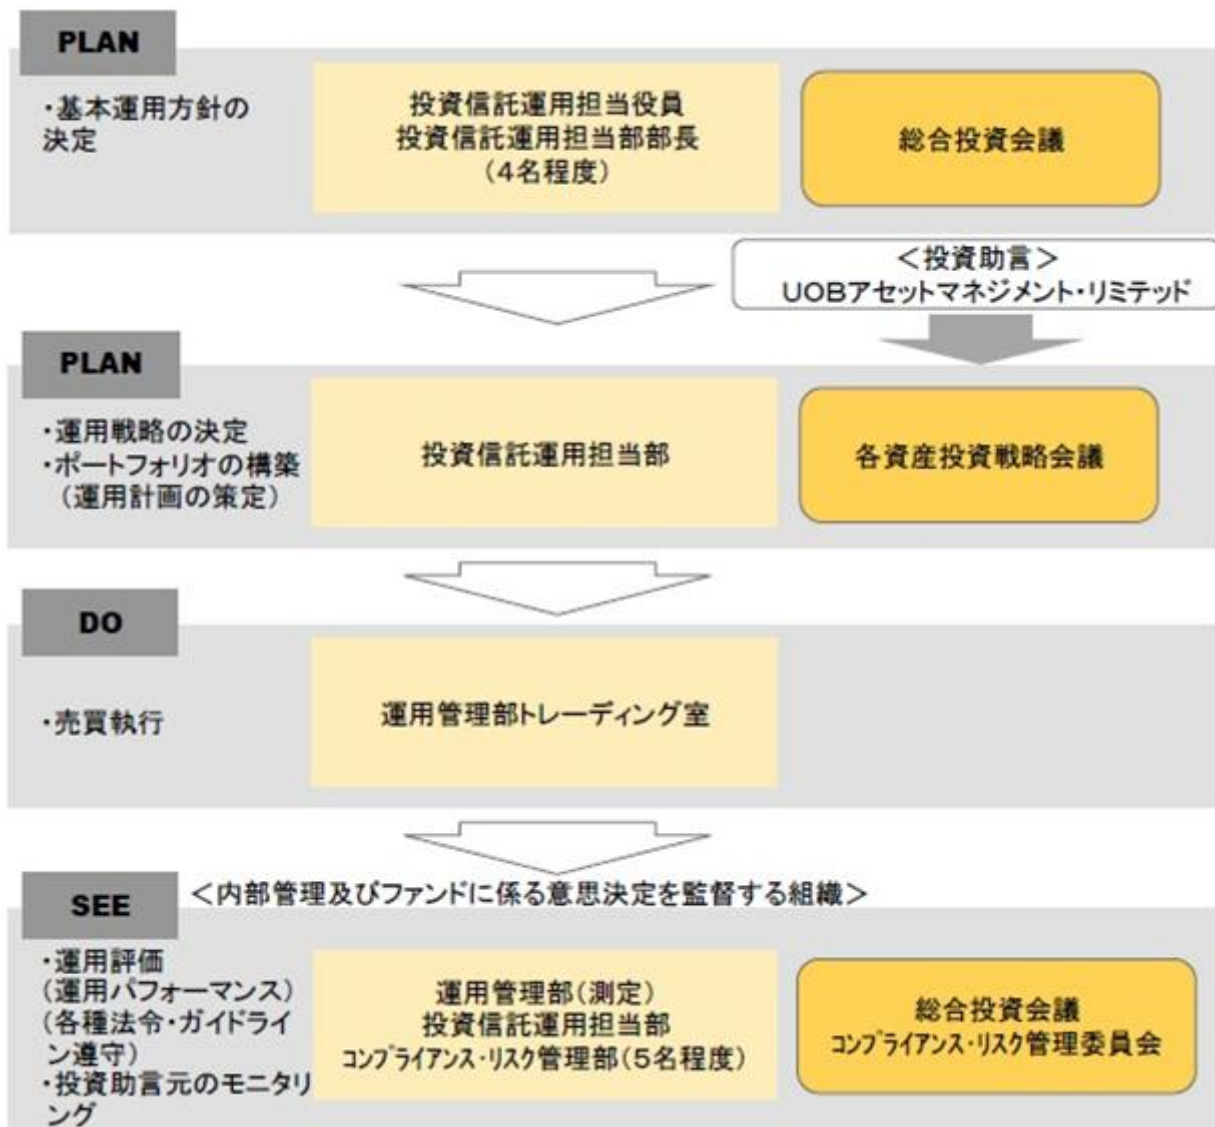 PLAN
・基本運用方針の
決定
投資信託運用担当役員
投資信託運用担当部部長
(4名程度)
総合投資会議
＜投資助言＞
UOBアセットマネジメント・リミテッド
PLAN
・運用戦略の決定
・ポートフォリオの構築
(運用計画の策定)
投資信託運用担当部
各資産投資戦略会議
DO
・売買執行
運用管理部トレーディング室
SEE
＜内部管理及びファンドに係る意思決定を監督する組織＞
・運用評価
(運用パフォーマンス)
(各種法令・ガイドライ
ン遵守)
・投資助言元のモニタリ
ング
運用管理部(測定)
投資信託運用担当部
ｺﾝﾌﾟﾗｲｱﾝｽ・ﾘｽｸ管理部(5名程度)
総合投資会議
ｺﾝﾌﾟﾗｲｱﾝｽ・ﾘｽｸ管理委員会